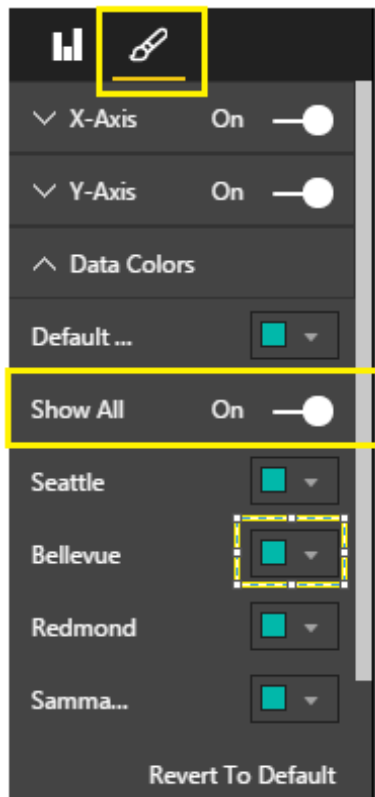 X-Axis On
Y-Axis On
Data Colors
Default ...
Show All On
Seattle
Bellevue
Redmond
Samma...
Revert To Default